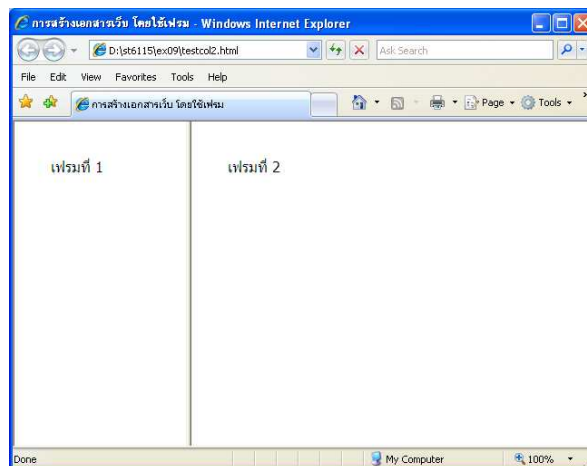 การสร้างเอกสารเว็บ โดยใช้เฟรม - Windows Internet Explorer
D:\st6115\ex09\testcol2.html
Ask Search
File Edit View Favorites Tools Help
การสร้างเอกสารเว็บ โดยใช้เฟรม
Page Tools »
เฟรมที่ 1 เฟรมที่ 2
Done My Computer 100%